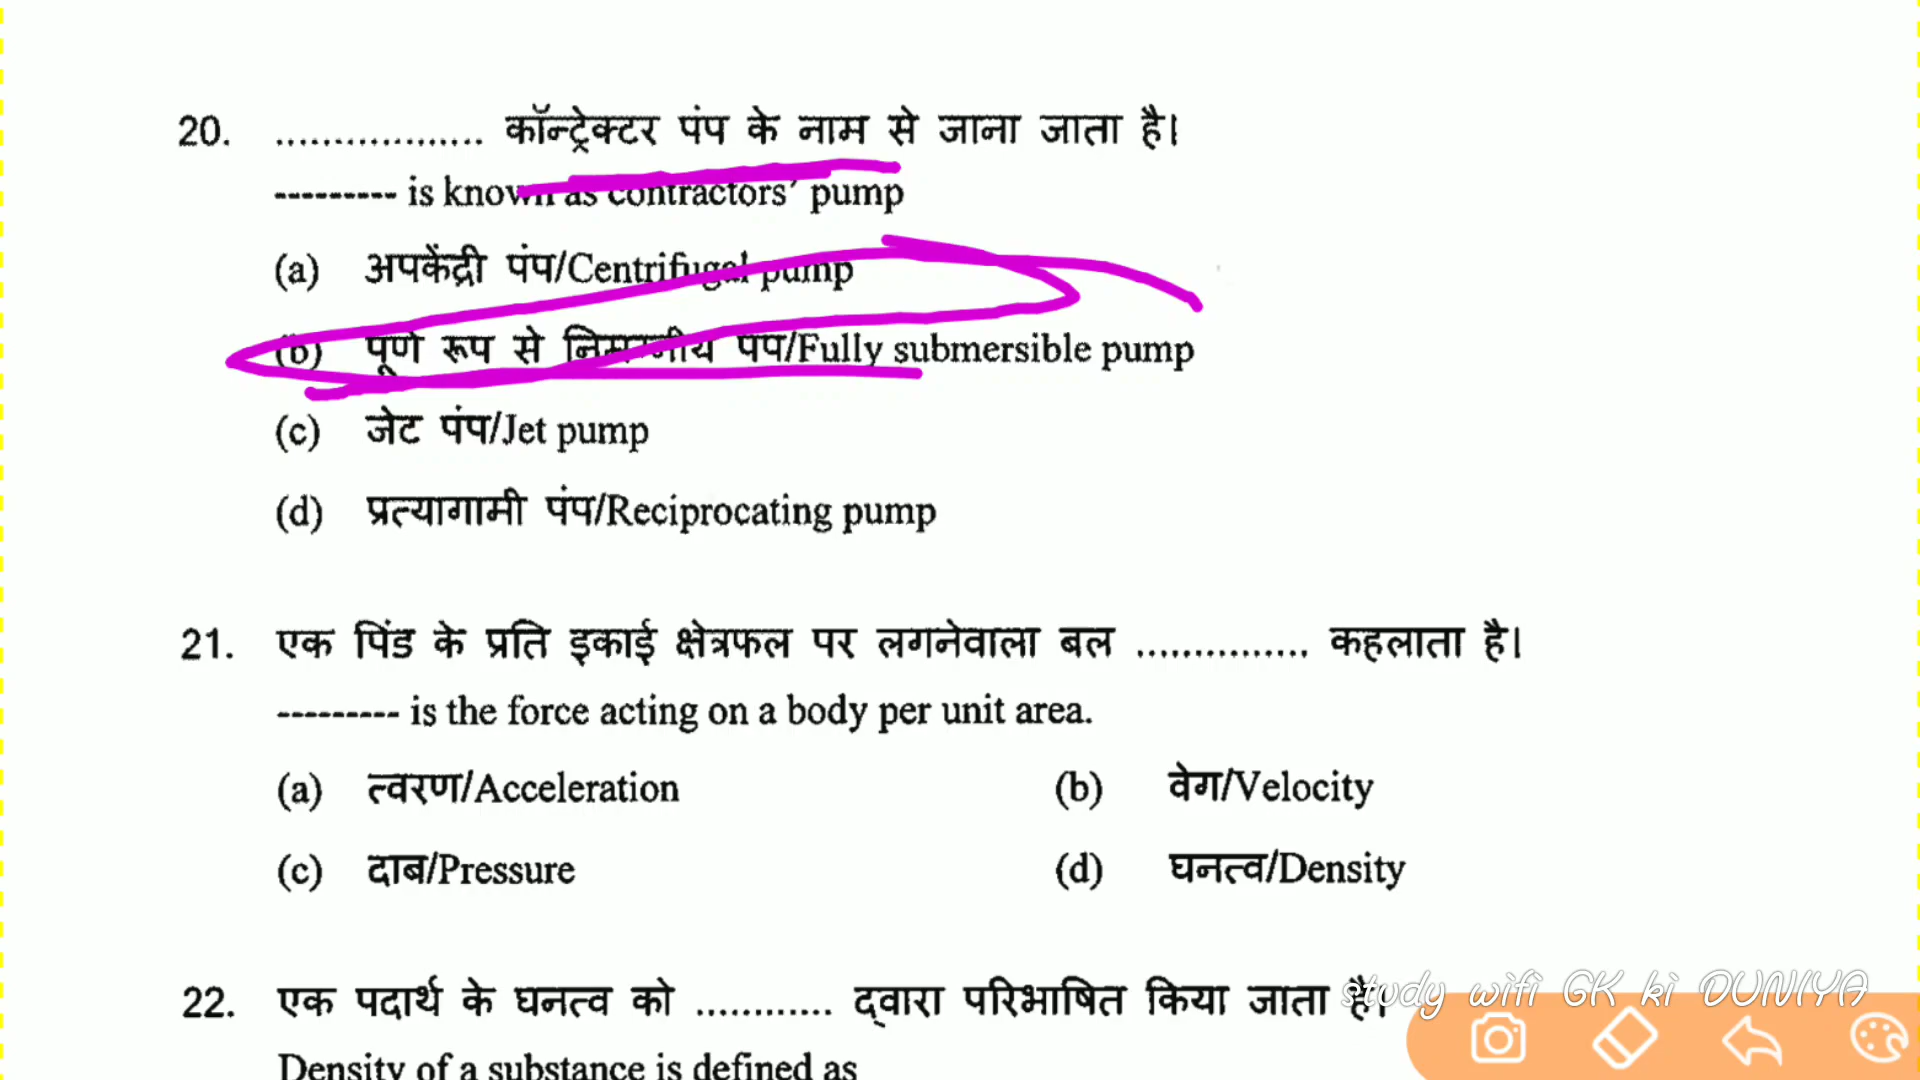 20. .................. कॉन्ट्रेक्टर पंप के नाम से जाना जाता है।
--------- is known as contractors' pump
(a) अपकेंद्री पंप/Centrifugal pump
(b) पूर्ण रूप से निमग्नीय पंप/Fully submersible pump
(c) जेट पंप/Jet pump
(d) प्रत्यागामी पंप/Reciprocating pump
21. एक पिंड के प्रति इकाई क्षेत्रफल पर लगनेवाला बल ............... कहलाता है।
--------- is the force acting on a body per unit area.
(a) त्वरण/Acceleration (b) वेग/Velocity
(c) दाब/Pressure (d) घनत्व/Density
22. एक पदार्थ के घनत्व को ............ द्वारा परिभाषित किया जाता है।
study wifi GK ki DUNIYA
Density of a substance is defined as